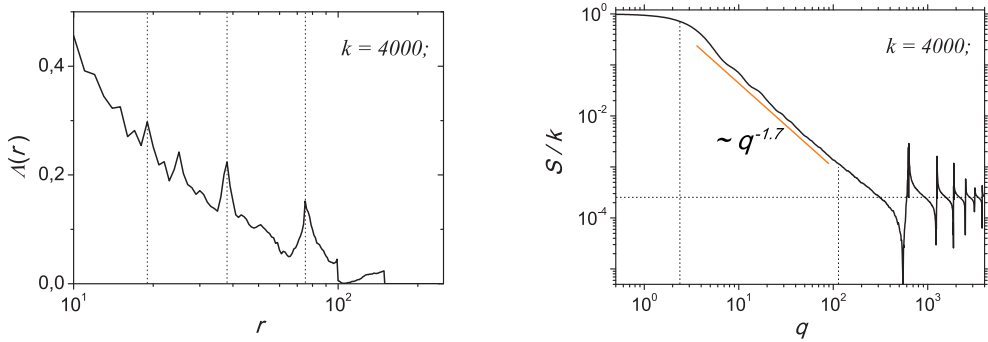 k = 4000;
0,4
0,2
0,0
Λ(r)
10¹
10²
r
k = 4000;
10⁰
10⁻²
10⁻⁴
S / k
~ q⁻¹·⁷
10⁰
10¹
10²
10³
q